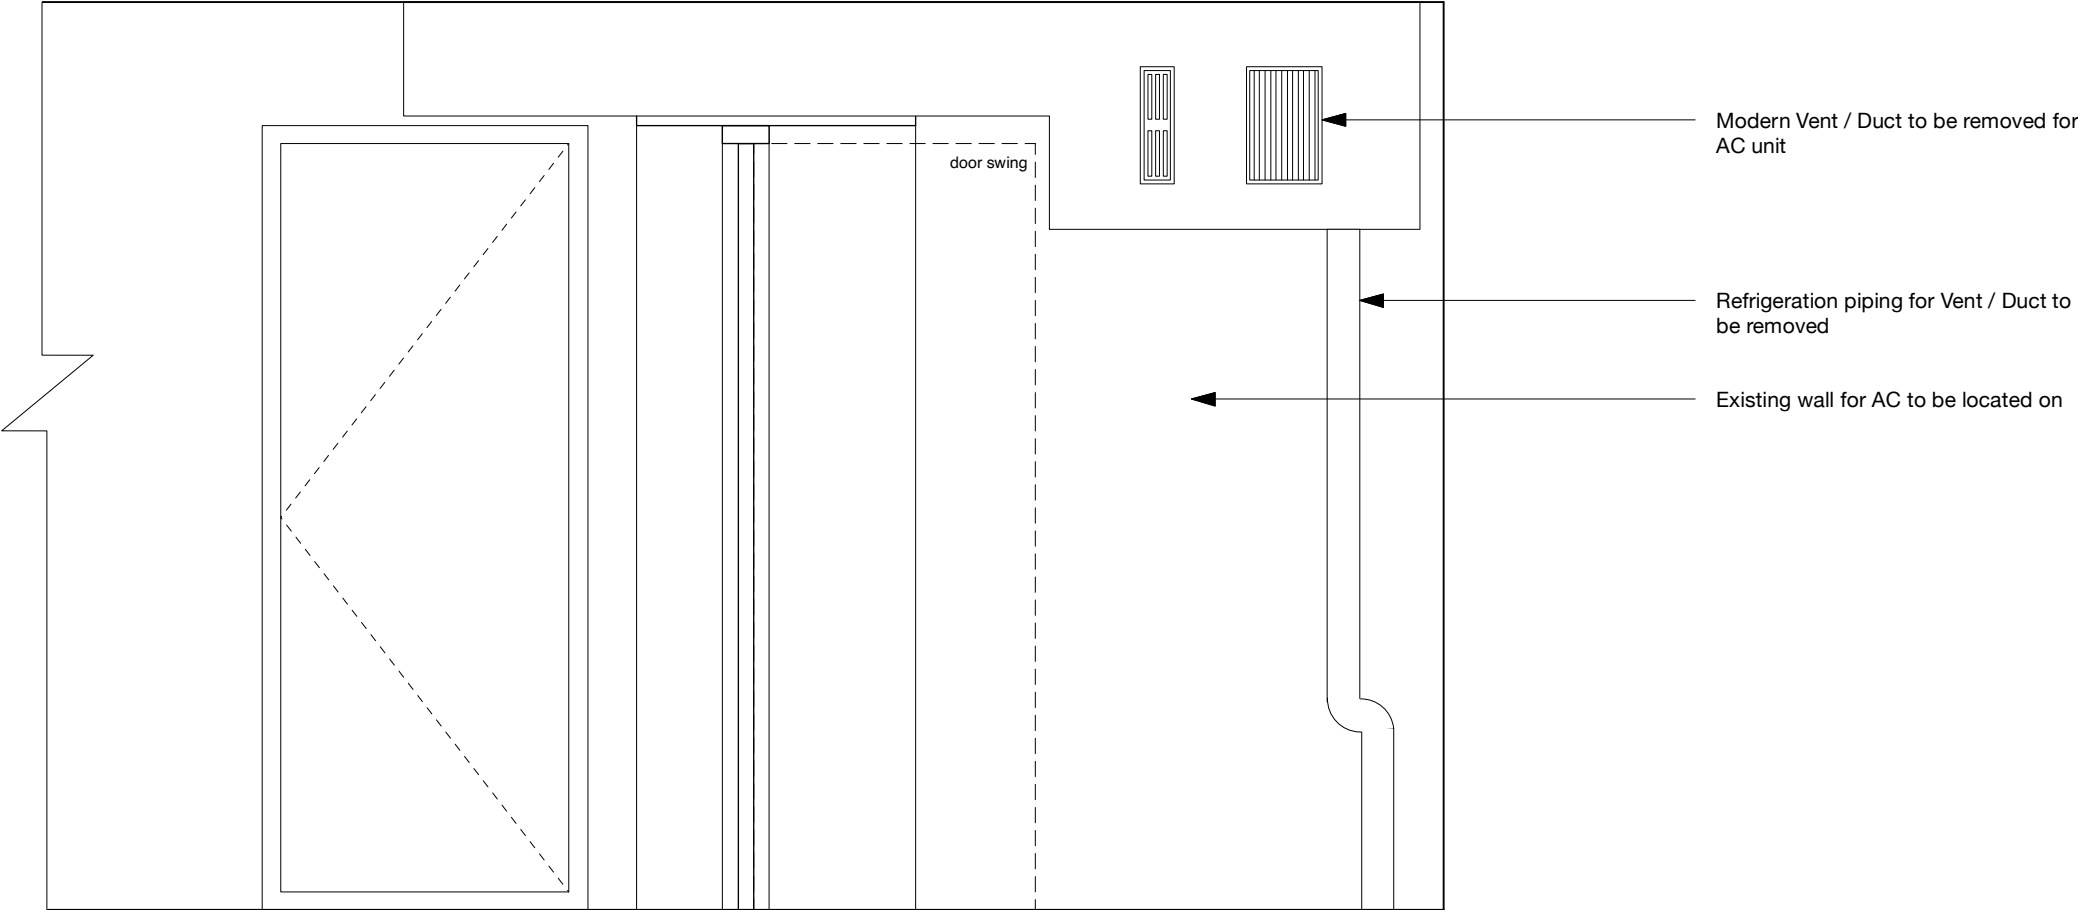 Modern Vent / Duct to be removed for
AC unit
door swing
Refrigeration piping for Vent / Duct to
be removed
Existing wall for AC to be located on